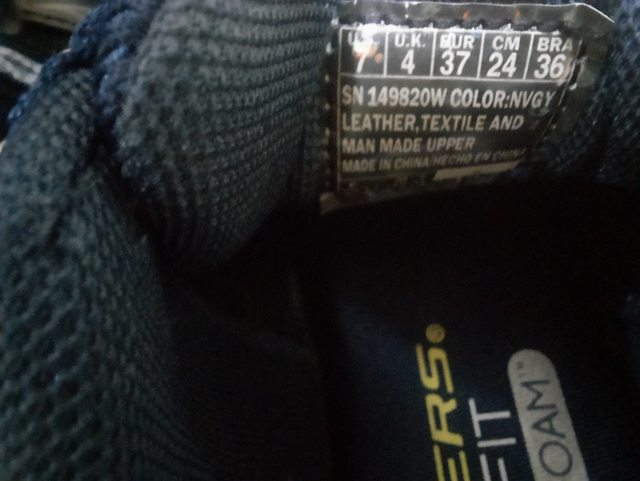 U.S. U.K. EUR CM BRA
7 4 37 24 36
SN 149820W COLOR:NVGY
LEATHER,TEXTILE AND
MAN MADE UPPER
MADE IN CHINA/HECHO EN CHINA
ERS®
FIT
OAM™